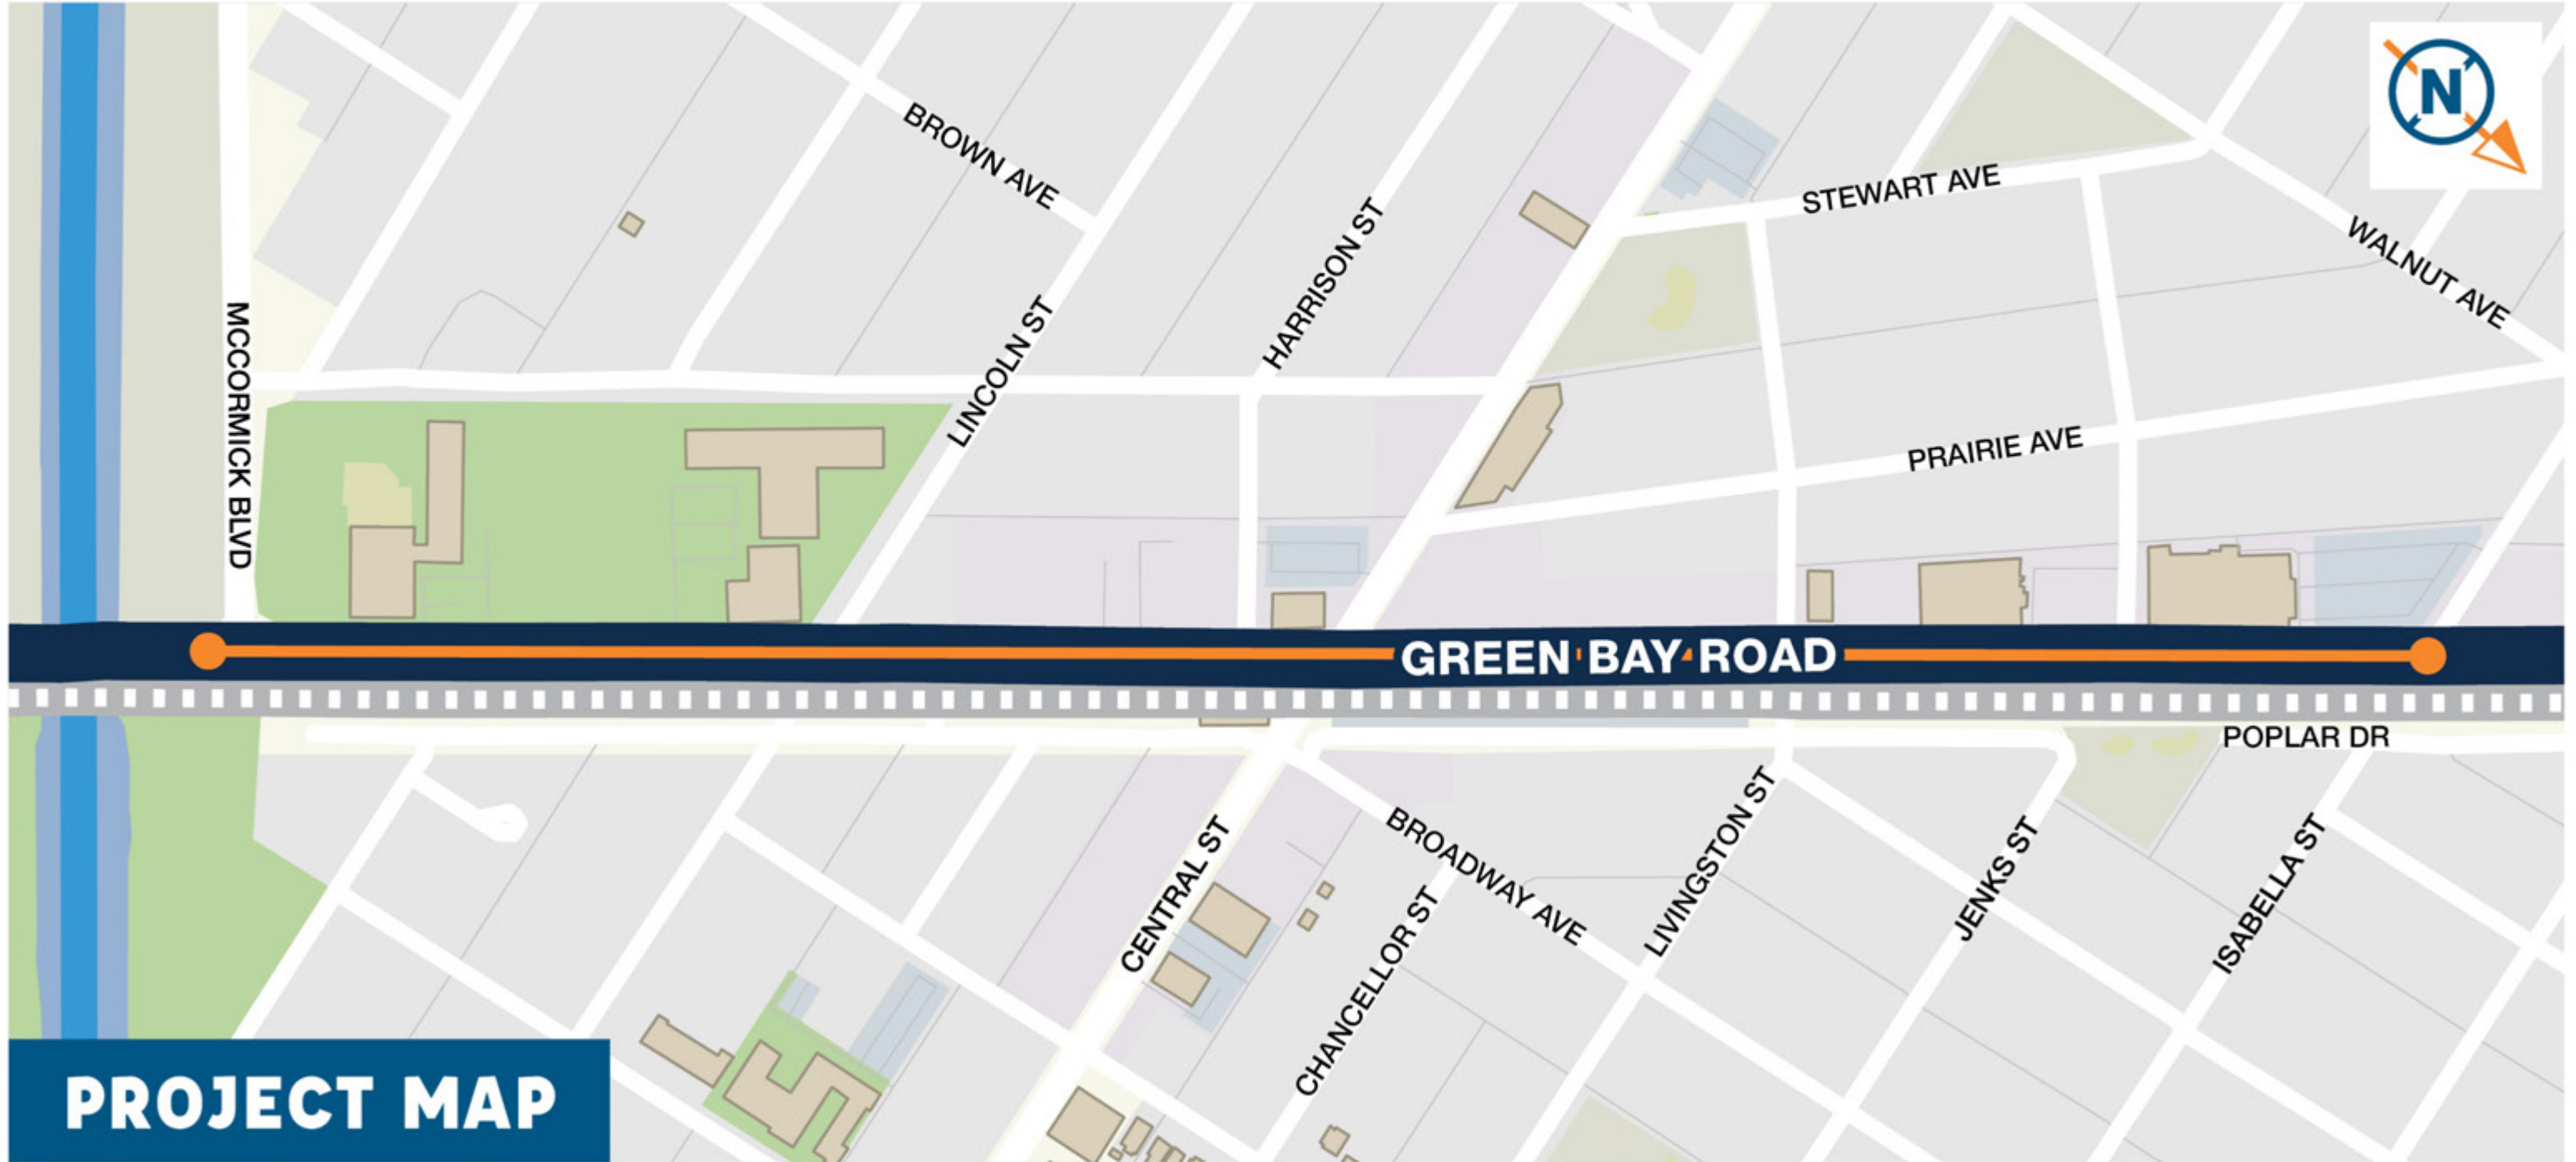 N
BROWN AVE
STEWART AVE
WALNUT AVE
HARRISON ST
LINCOLN ST
MCCORMICK BLVD
PRAIRIE AVE
GREEN BAY ROAD
POPLAR DR
BROADWAY AVE
LIVINGSTON ST
CENTRAL ST
JENKS ST
ISABELLA ST
CHANCELLOR ST
PROJECT MAP